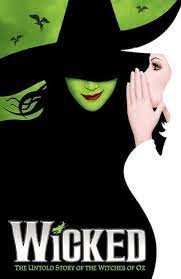 WICKED
THE UNTOLD STORY OF THE WITCHES OF OZ